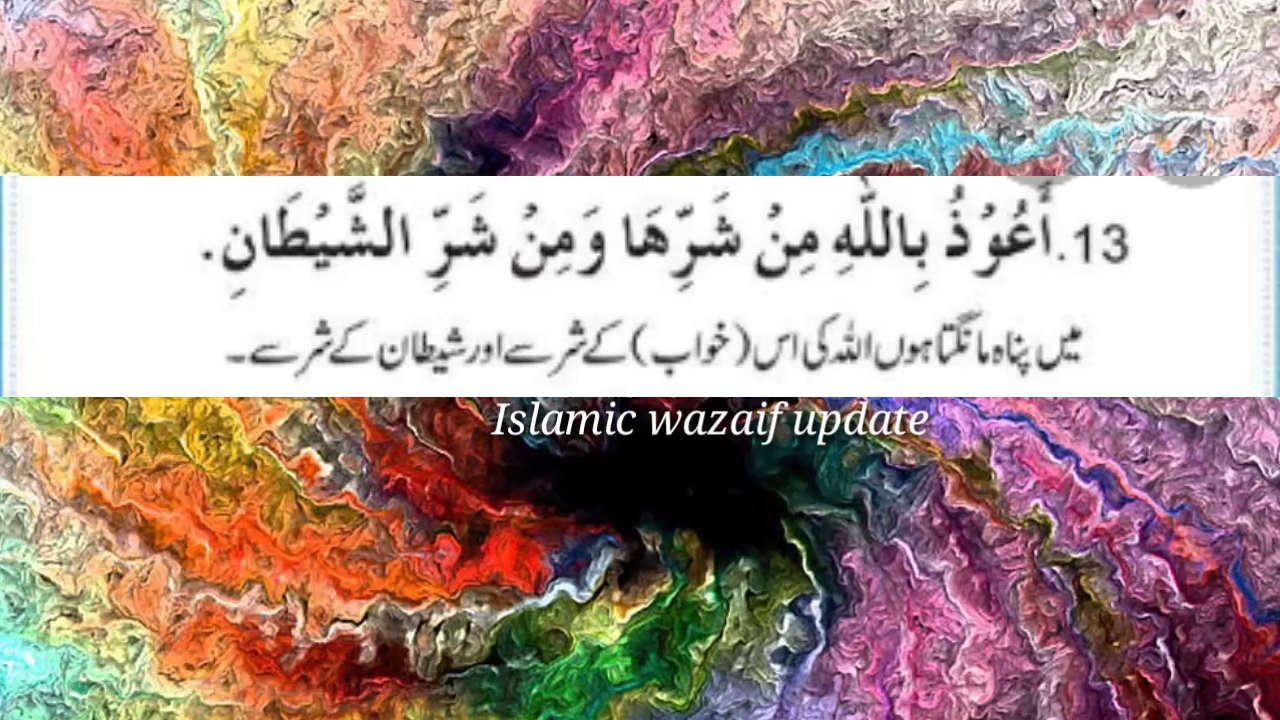 13.أَعُوْذُ بِاللّٰهِ مِنْ شَرِّهَا وَمِنْ شَرِّ الشَّيْطَانِ.
میں پناہ مانگتا ہوں اللہ کی اس (خواب) کے شر سے اور شیطان کے شر سے۔
Islamic wazaif update